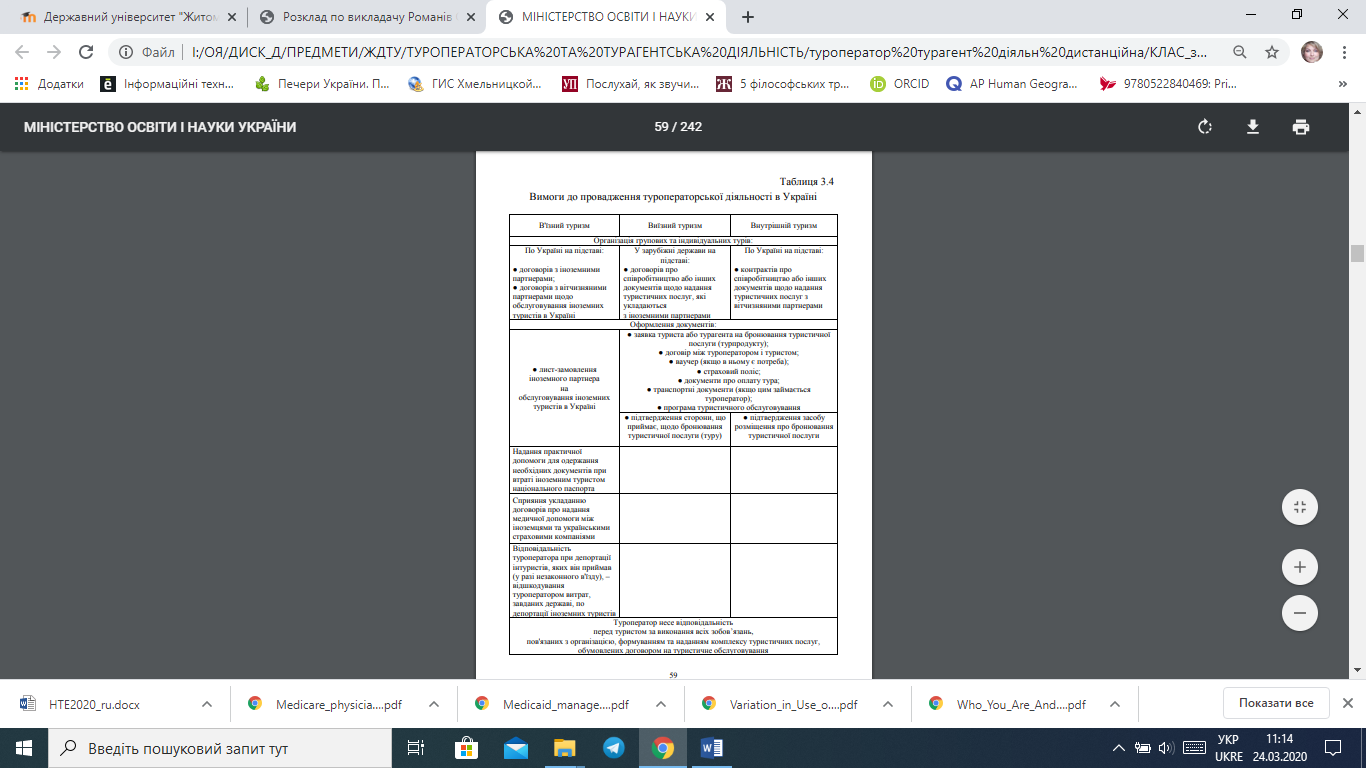 Державний університет "Житом
Розклад по викладачу Романів
МІНІСТЕРСТВО ОСВІТИ І НАУКИ
Файл
I:/ОЯ/ДИСК_Д/ПРЕДМЕТИ/ЖДТУ/ТУРОПЕРАТОРСЬКА%20ТА%20ТУРАГЕНТСЬКА%20ДІЯЛЬНІСТЬ/туроператор%20турагент%20діяльн%20дистанційна/КЛАС_з...
Додатки
Інформаційні техн...
Печери України. П...
ГИС Хмельницкой...
Послухай, як звучи...
5 філософських тр...
ORCID
AP Human Geogra...
9780522840469: Pri...
МІНІСТЕРСТВО ОСВІТИ І НАУКИ УКРАЇНИ
59 / 242
Таблиця 3.4
Вимоги до провадження туроператорської діяльності в Україні
В'їзний туризм
Виїзний туризм
Внутрішній туризм
Організація групових та індивідуальних турів:
По Україні на підставі:
● договорів з іноземними
партнерами;
● договорів з вітчизняними
партнерами щодо
обслуговування іноземних
туристів в Україні
У зарубіжні держави на
підставі:
● договорів про
співробітництво або інших
документів щодо надання
туристичних послуг, які
укладаються
з іноземними партнерами
По Україні на підставі:
● контрактів про
співробітництво або інших
документів щодо надання
туристичних послуг з
вітчизняними партнерами
Оформлення документів:
● лист-замовлення
іноземного партнера
на
обслуговування іноземних
туристів в Україні
● заявка туриста або турагента на бронювання туристичної
послуги (турпродукту);
● договір між туроператором і туристом;
● ваучер (якщо в ньому є потреба);
● страховий поліс;
● документи про оплату тура;
● транспортні документи (якщо цим займається
туроператор);
● програма туристичного обслуговування
● підтвердження сторони, що
приймає, щодо бронювання
туристичної послуги (туру)
● підтвердження засобу
розміщення про бронювання
туристичної послуги
Надання практичної
допомоги для одержання
необхідних документів при
втраті іноземним туристом
національного паспорта
Сприяння укладанню
договорів про надання
медичної допомоги між
іноземцями та українськими
страховими компаніями
Відповідальність
туроператора при депортації
інтуристів, яких він приймав
(у разі незаконного в'їзду), –
відшкодування
туроператором витрат,
завданих державі, по
депортації іноземних туристів
Туроператор несе відповідальність
перед туристом за виконання всіх зобов’язань,
пов'язаних з організацією, формуванням та наданням комплексу туристичних послуг,
обумовлених договором на туристичне обслуговування
59
HTE2020_ru.docx
Medicare_physicia....pdf
Medicaid_manage....pdf
Variation_in_Use_o....pdf
Who_You_Are_And....pdf
Показати все
Введіть пошуковий запит тут
УКР
UKRE
11:14
24.03.2020